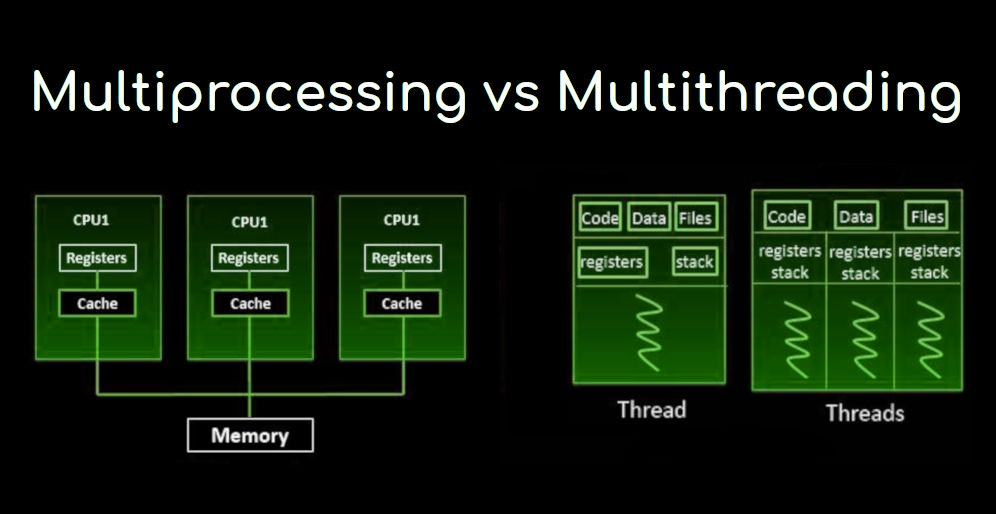 Multiprocessing vs Multithreading
CPU1
Registers
Cache
CPU1
Registers
Cache
CPU1
Registers
Cache
Memory
Code Data Files
registers stack
Thread
Code Data Files
registers registers registers
stack stack stack
Threads